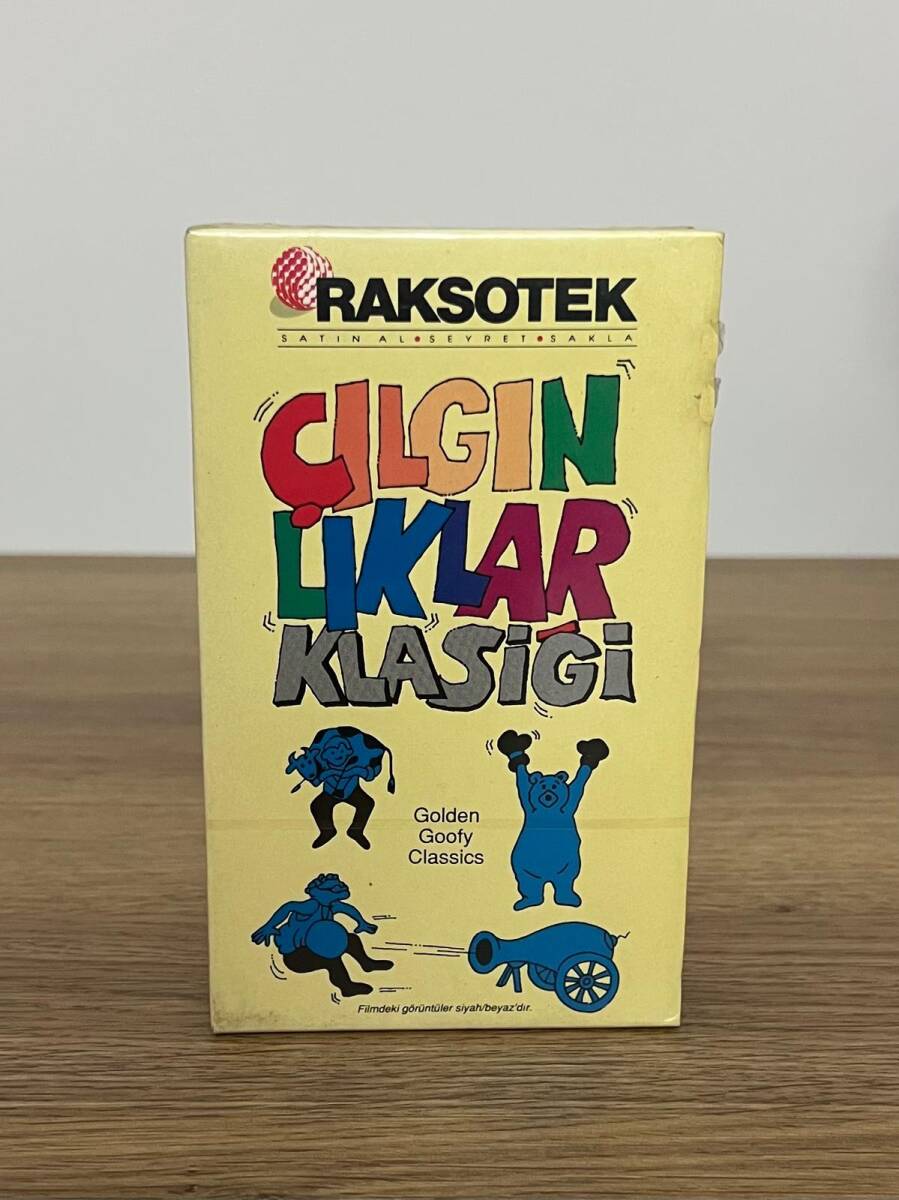 RAKSOTEK
SATIN AL•SEYRET•SAKLA
ÇILGIN
LIKLAR
KLASİĞİ
Golden
Goofy
Classics
Filmdeki görüntüler siyah/beyaz'dır.